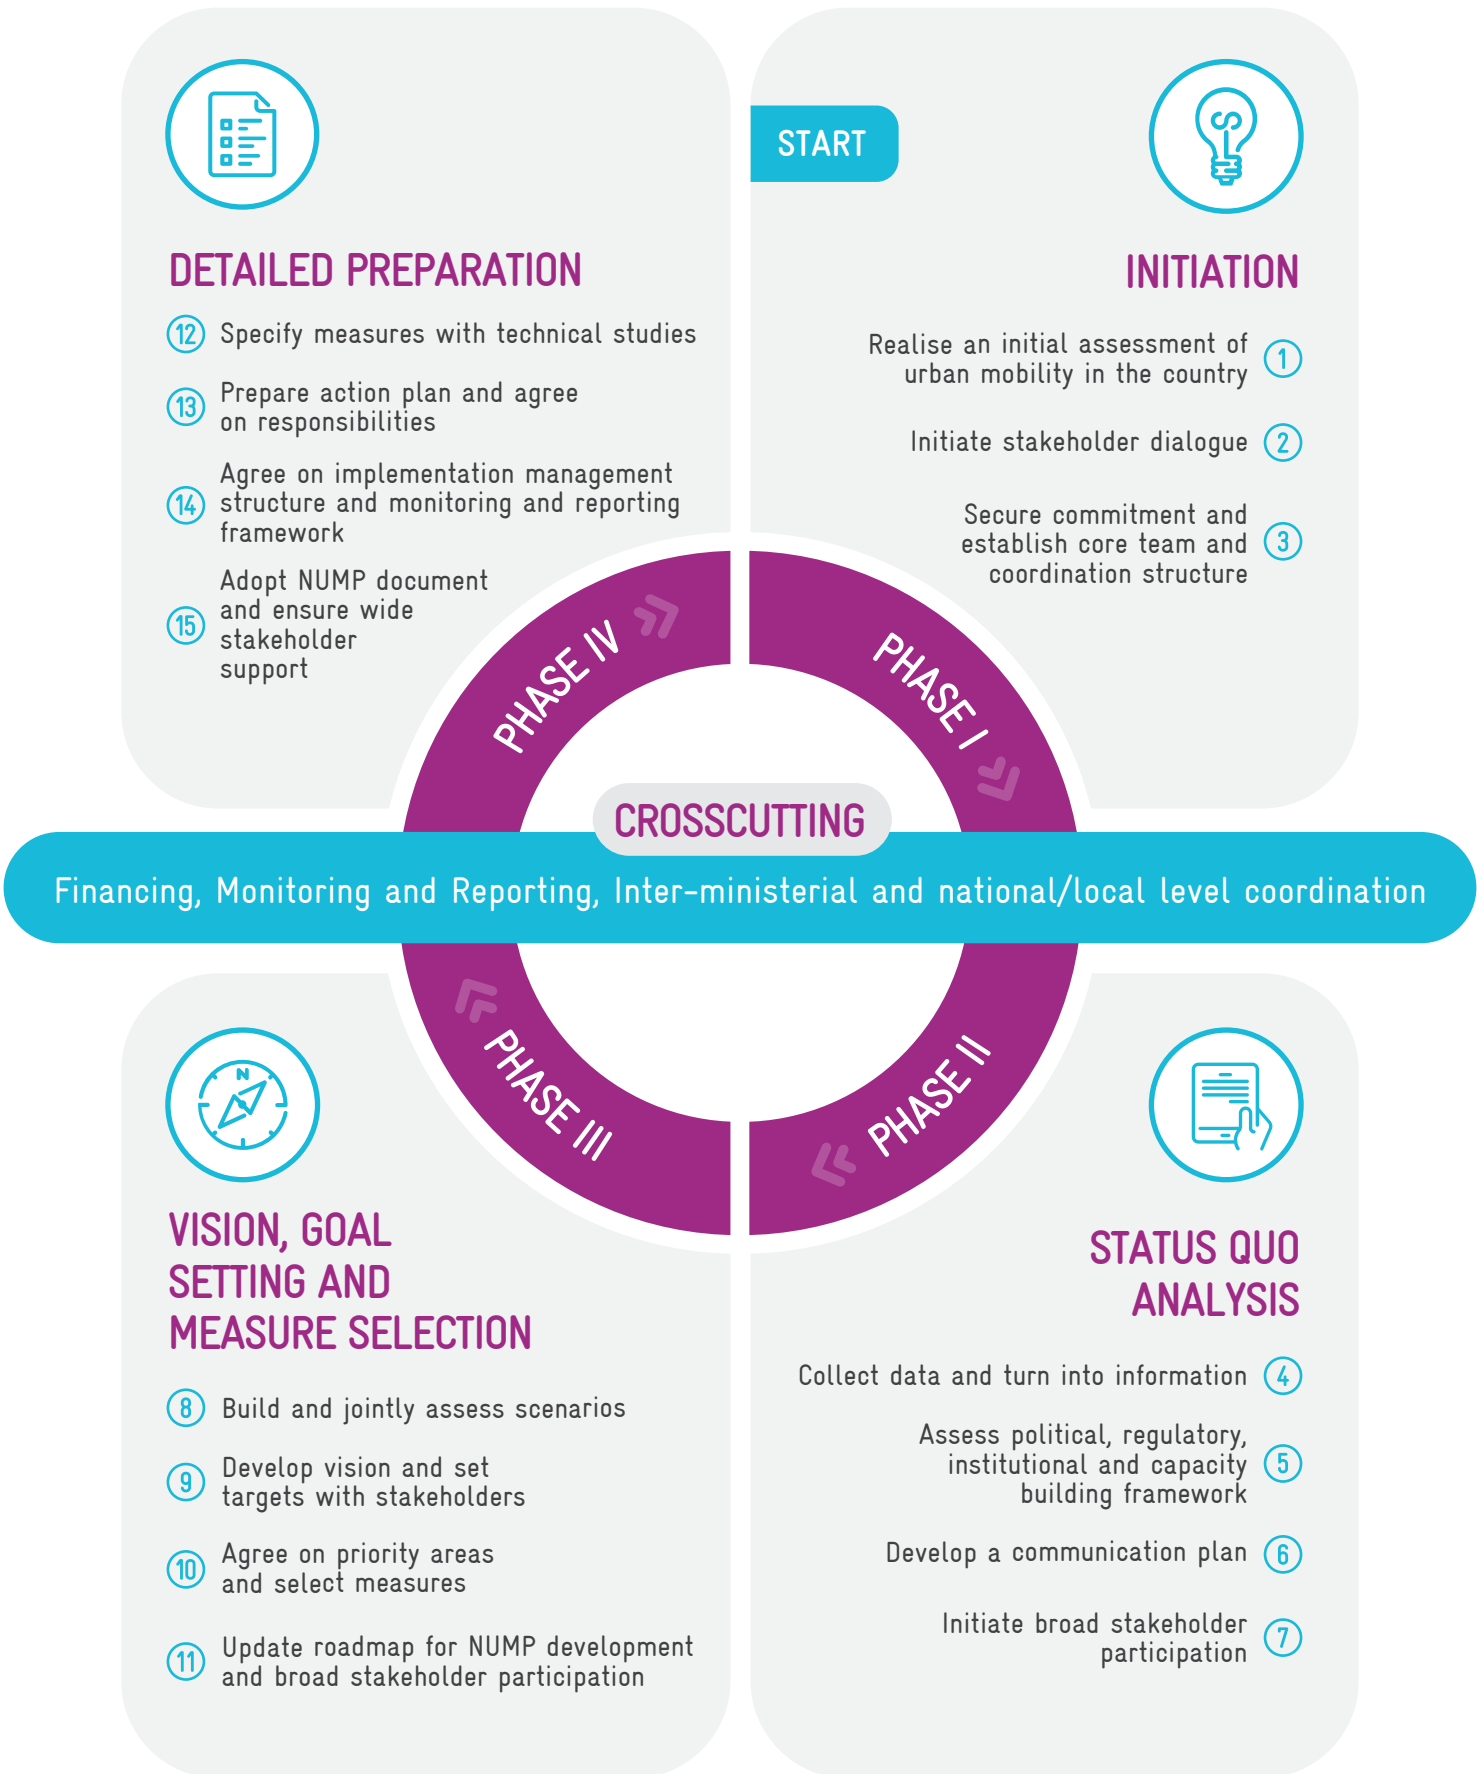 START
INITIATION
Realise an initial assessment of
urban mobility in the country
1
Initiate stakeholder dialogue
2
Secure commitment and
establish core team and
coordination structure
3
PHASE I
DETAILED PREPARATION
12
Specify measures with technical studies
13
Prepare action plan and agree
on responsibilities
14
Agree on implementation management
structure and monitoring and reporting
framework
15
Adopt NUMP document
and ensure wide
stakeholder
support
PHASE IV
CROSSCUTTING
Financing, Monitoring and Reporting, Inter-ministerial and national/local level coordination
PHASE II
STATUS QUO
ANALYSIS
Collect data and turn into information
4
Assess political, regulatory,
institutional and capacity
building framework
5
Develop a communication plan
6
Initiate broad stakeholder
participation
7
PHASE III
N
VISION, GOAL
SETTING AND
MEASURE SELECTION
8
Build and jointly assess scenarios
9
Develop vision and set
targets with stakeholders
10
Agree on priority areas
and select measures
11
Update roadmap for NUMP development
and broad stakeholder participation